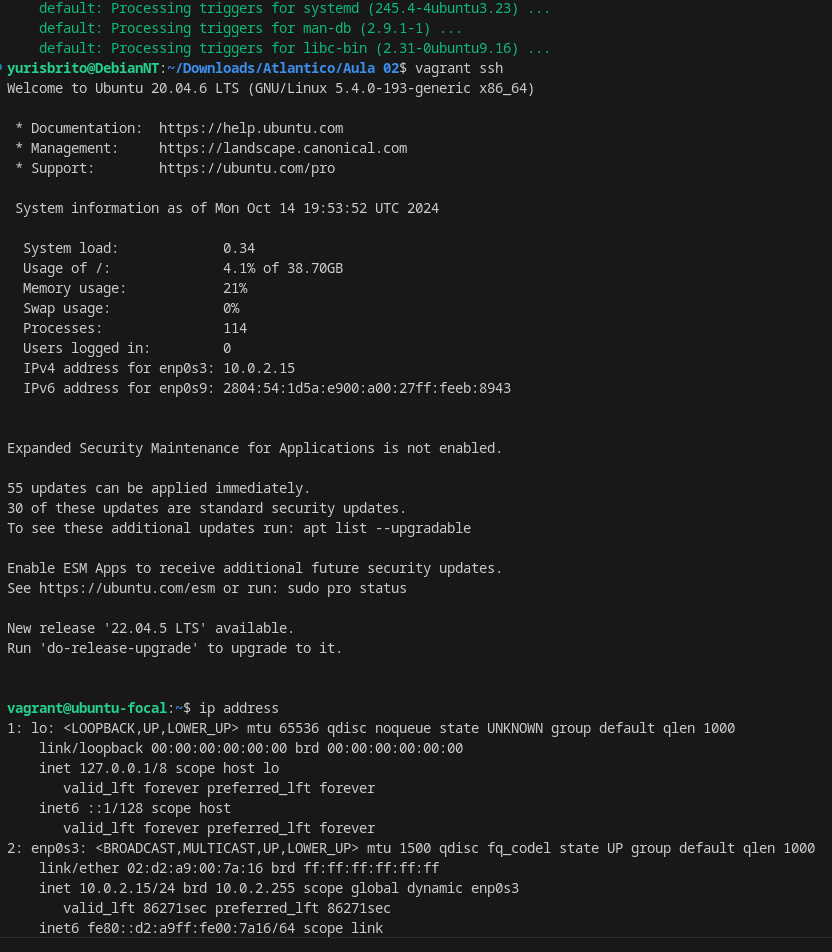 default: Processing triggers for systemd (245.4-4ubuntu3.23) ...
default: Processing triggers for man-db (2.9.1-1) ...
default: Processing triggers for libc-bin (2.31-0ubuntu9.16) ...
yurisbrito@DebianNT:~/Downloads/Atlantico/Aula 02$ vagrant ssh
Welcome to Ubuntu 20.04.6 LTS (GNU/Linux 5.4.0-193-generic x86_64)
* Documentation:  https://help.ubuntu.com
* Management:     https://landscape.canonical.com
* Support:        https://ubuntu.com/pro
System information as of Mon Oct 14 19:53:52 UTC 2024
System load:             0.34
Usage of /:              4.1% of 38.70GB
Memory usage:            21%
Swap usage:              0%
Processes:               114
Users logged in:         0
IPv4 address for enp0s3: 10.0.2.15
IPv6 address for enp0s9: 2804:54:1d5a:e900:a00:27ff:feeb:8943
Expanded Security Maintenance for Applications is not enabled.
55 updates can be applied immediately.
30 of these updates are standard security updates.
To see these additional updates run: apt list --upgradable
Enable ESM Apps to receive additional future security updates.
See https://ubuntu.com/esm or run: sudo pro status
New release '22.04.5 LTS' available.
Run 'do-release-upgrade' to upgrade to it.
vagrant@ubuntu-focal:~$ ip address
1: lo: <LOOPBACK,UP,LOWER_UP> mtu 65536 qdisc noqueue state UNKNOWN group default qlen 1000
link/loopback 00:00:00:00:00:00 brd 00:00:00:00:00:00
inet 127.0.0.1/8 scope host lo
valid_lft forever preferred_lft forever
inet6 ::1/128 scope host
valid_lft forever preferred_lft forever
2: enp0s3: <BROADCAST,MULTICAST,UP,LOWER_UP> mtu 1500 qdisc fq_codel state UP group default qlen 1000
link/ether 02:d2:a9:00:7a:16 brd ff:ff:ff:ff:ff:ff
inet 10.0.2.15/24 brd 10.0.2.255 scope global dynamic enp0s3
valid_lft 86271sec preferred_lft 86271sec
inet6 fe80::d2:a9ff:fe00:7a16/64 scope link